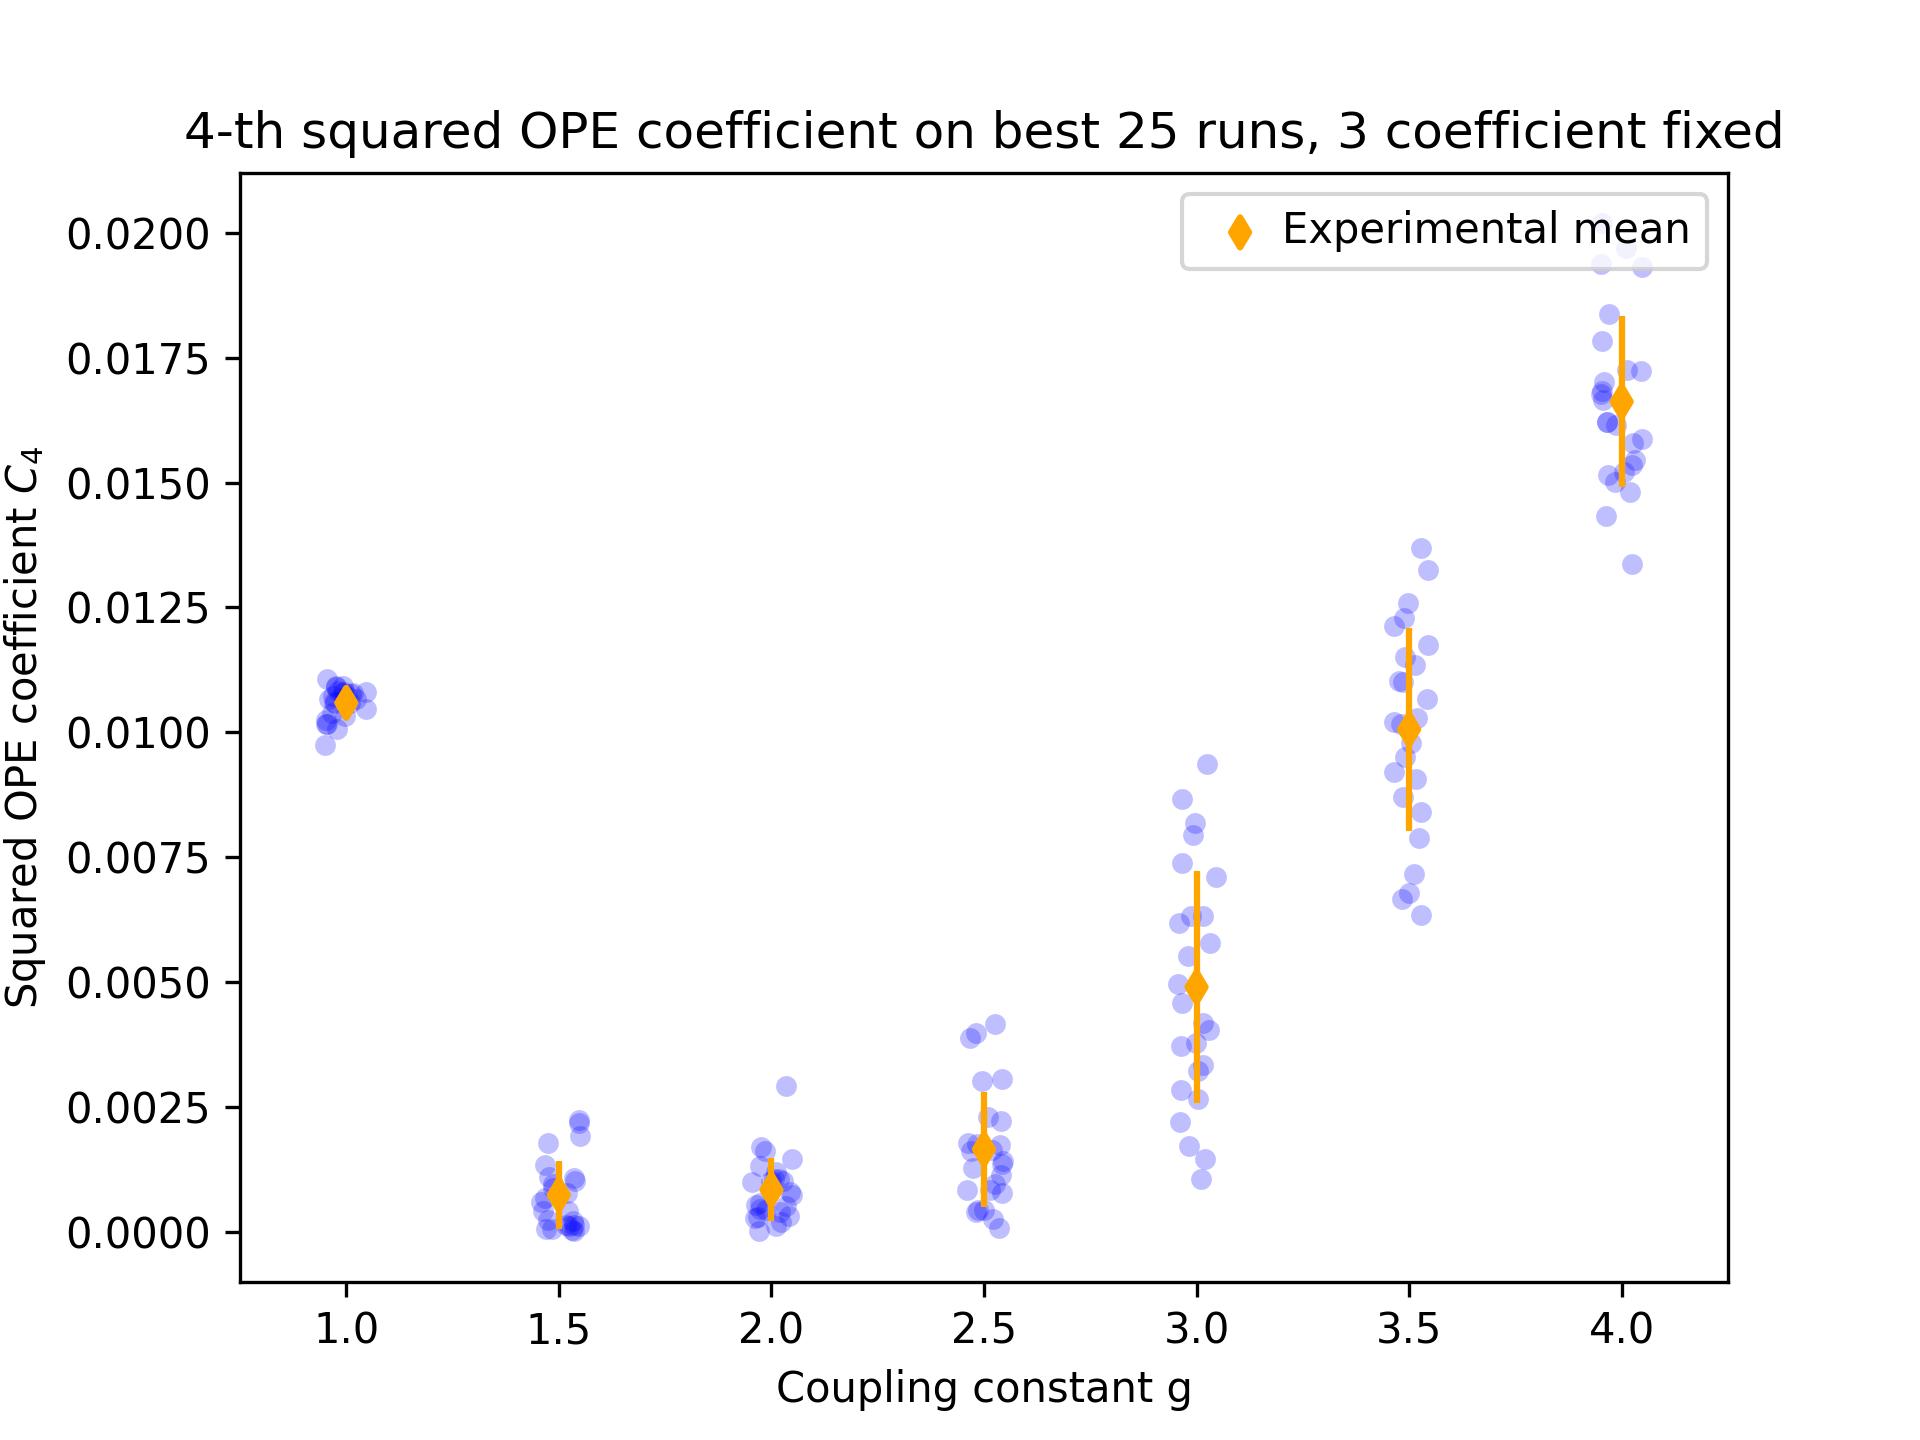 4-th squared OPE coefficient on best 25 runs, 3 coefficient fixed
Experimental mean
Squared OPE coefficient C₄
0.0200
0.0175
0.0150
0.0125
0.0100
0.0075
0.0050
0.0025
0.0000
1.0 1.5 2.0 2.5 3.0 3.5 4.0
Coupling constant g